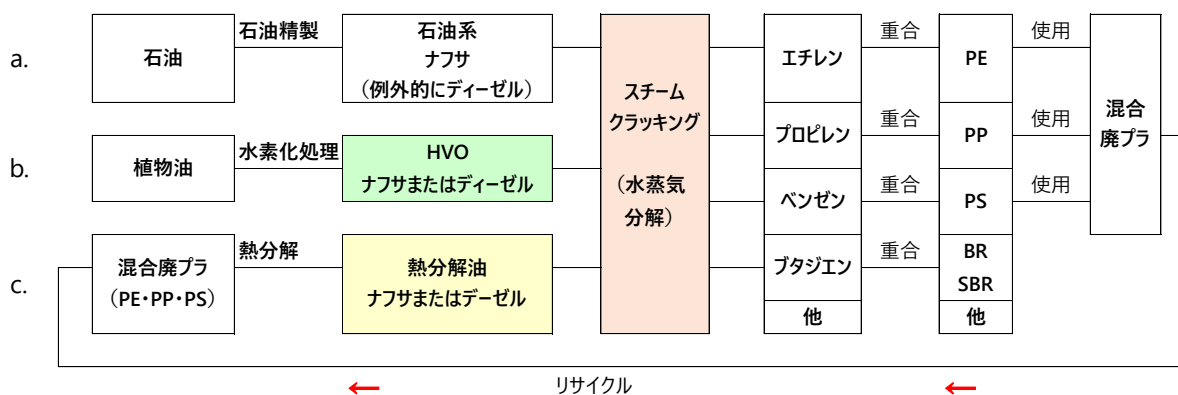 a.
石油
石油精製
石油系
ナフサ
（例外的にディーゼル）
b.
植物油
水素化処理
HVO
ナフサまたはディーゼル
c.
混合廃プラ
（PE・PP・PS）
熱分解
熱分解油
ナフサまたはデーゼル
スチーム
クラッキング
（水蒸気
分解）
エチレン
重合
PE
使用
プロピレン
重合
PP
使用
ベンゼン
重合
PS
使用
ブタジエン
重合
BR
SBR
他
他
混合
廃プラ
← リサイクル ←